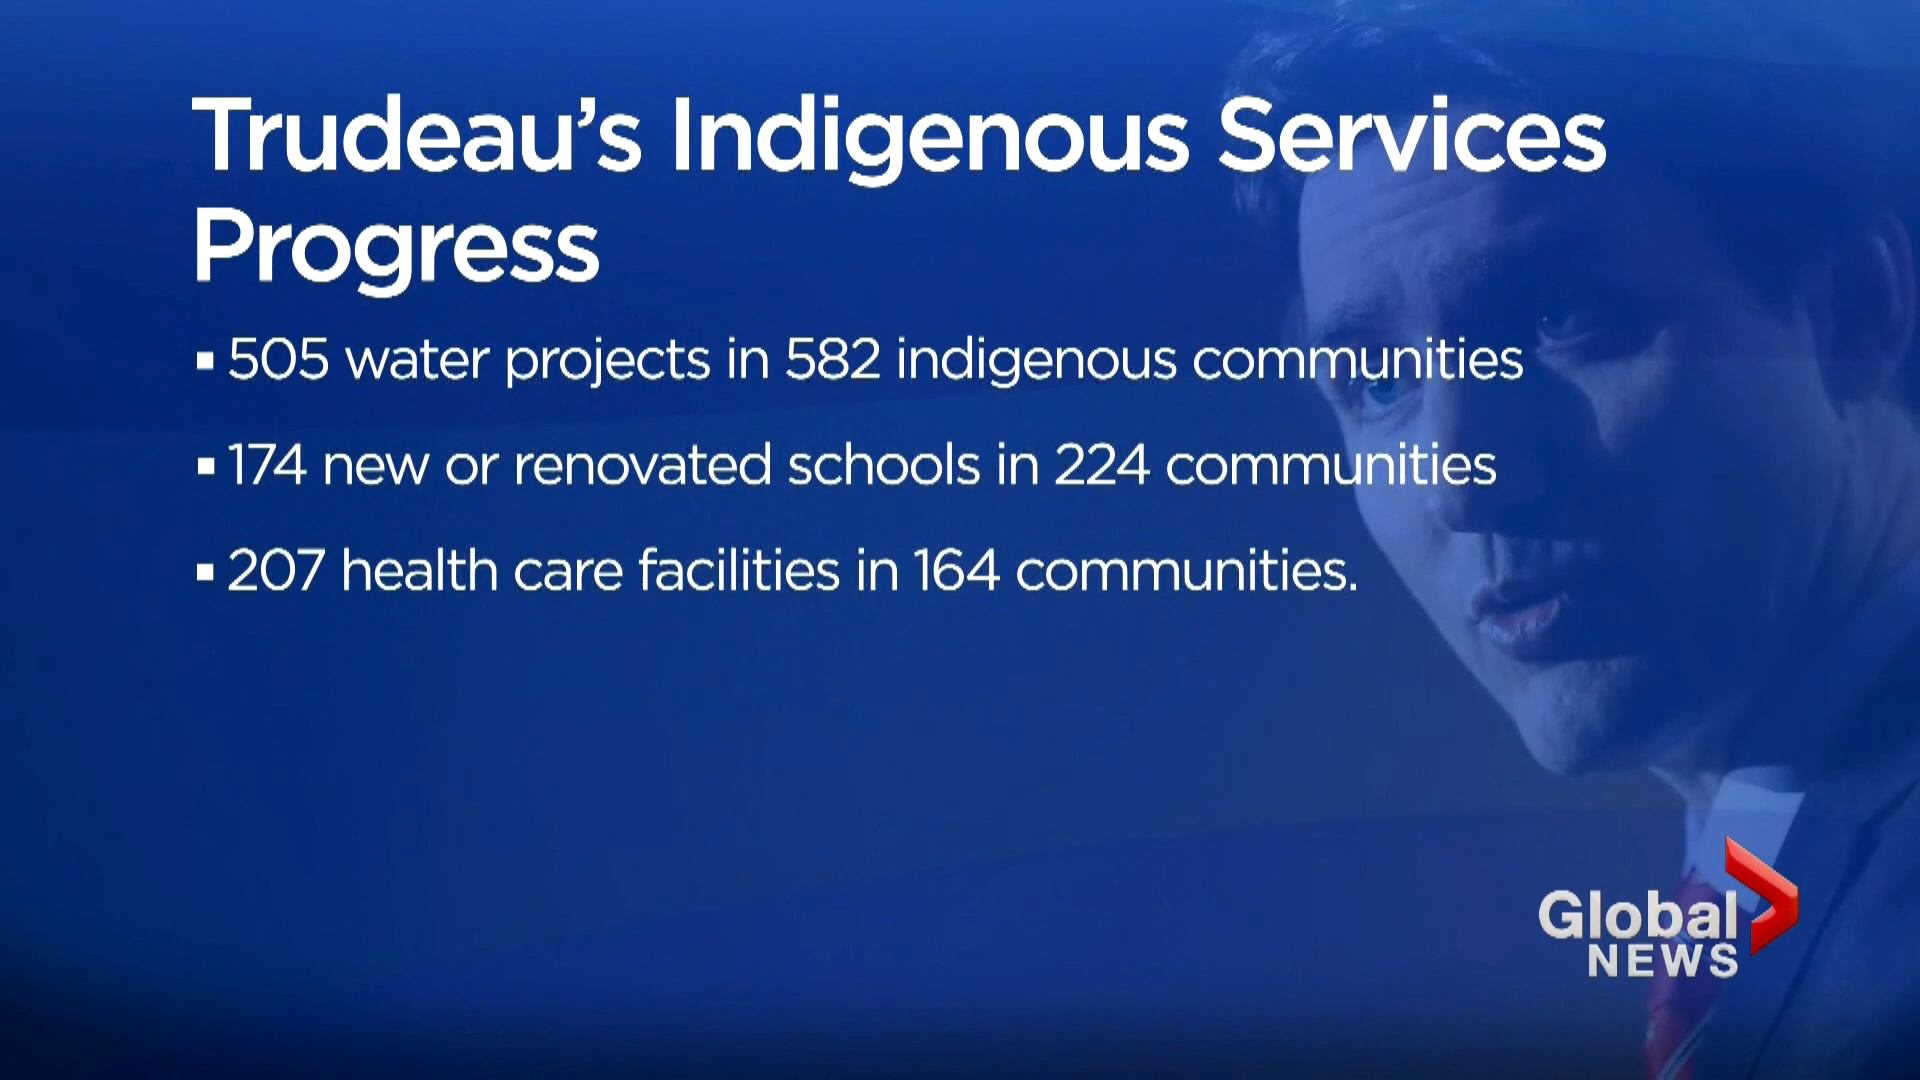 Trudeau’s Indigenous Services
Progress
▪ 505 water projects in 582 indigenous communities
▪ 174 new or renovated schools in 224 communities
▪ 207 health care facilities in 164 communities.
Global
NEWS